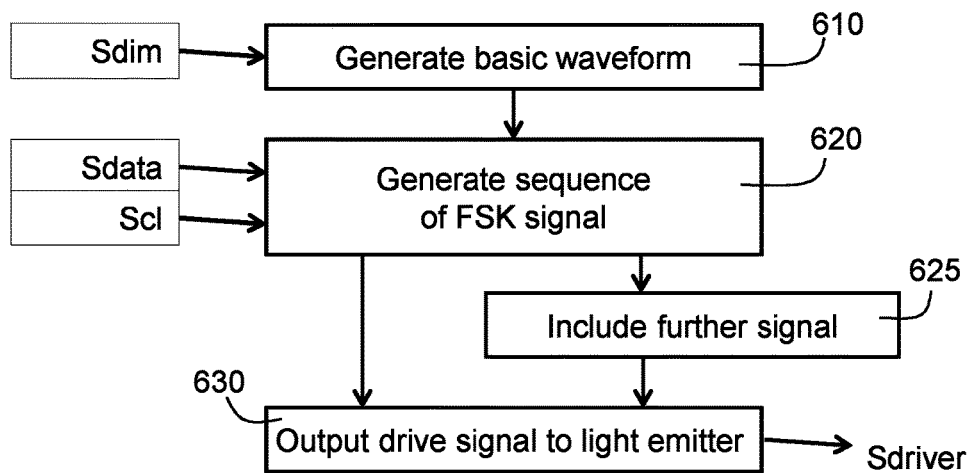 610
Sdim
Generate basic waveform
620
Sdata
Scl
Generate sequence
of FSK signal
625
Include further signal
630
Output drive signal to light emitter
Sdriver